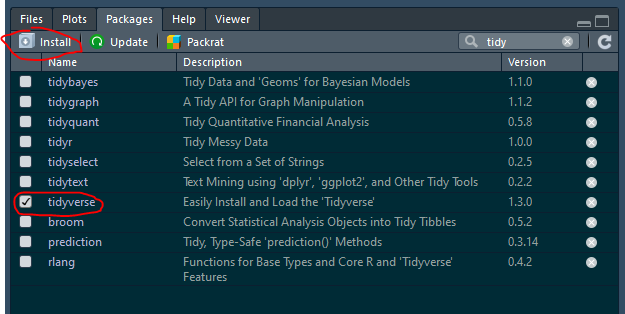 Files Plots Packages Help Viewer
Install Update Packrat tidy
Name Description Version
tidybayes Tidy Data and 'Geoms' for Bayesian Models 1.1.0
tidygraph A Tidy API for Graph Manipulation 1.1.2
tidyquant Tidy Quantitative Financial Analysis 0.5.8
tidyr Tidy Messy Data 1.0.0
tidyselect Select from a Set of Strings 0.2.5
tidytext Text Mining using 'dplyr', 'ggplot2', and Other Tidy Tools 0.2.2
tidyverse Easily Install and Load the 'Tidyverse' 1.3.0
broom Convert Statistical Analysis Objects into Tidy Tibbles 0.5.2
prediction Tidy, Type-Safe 'prediction()' Methods 0.3.14
rlang Functions for Base Types and Core R and 'Tidyverse' 0.4.2
Features